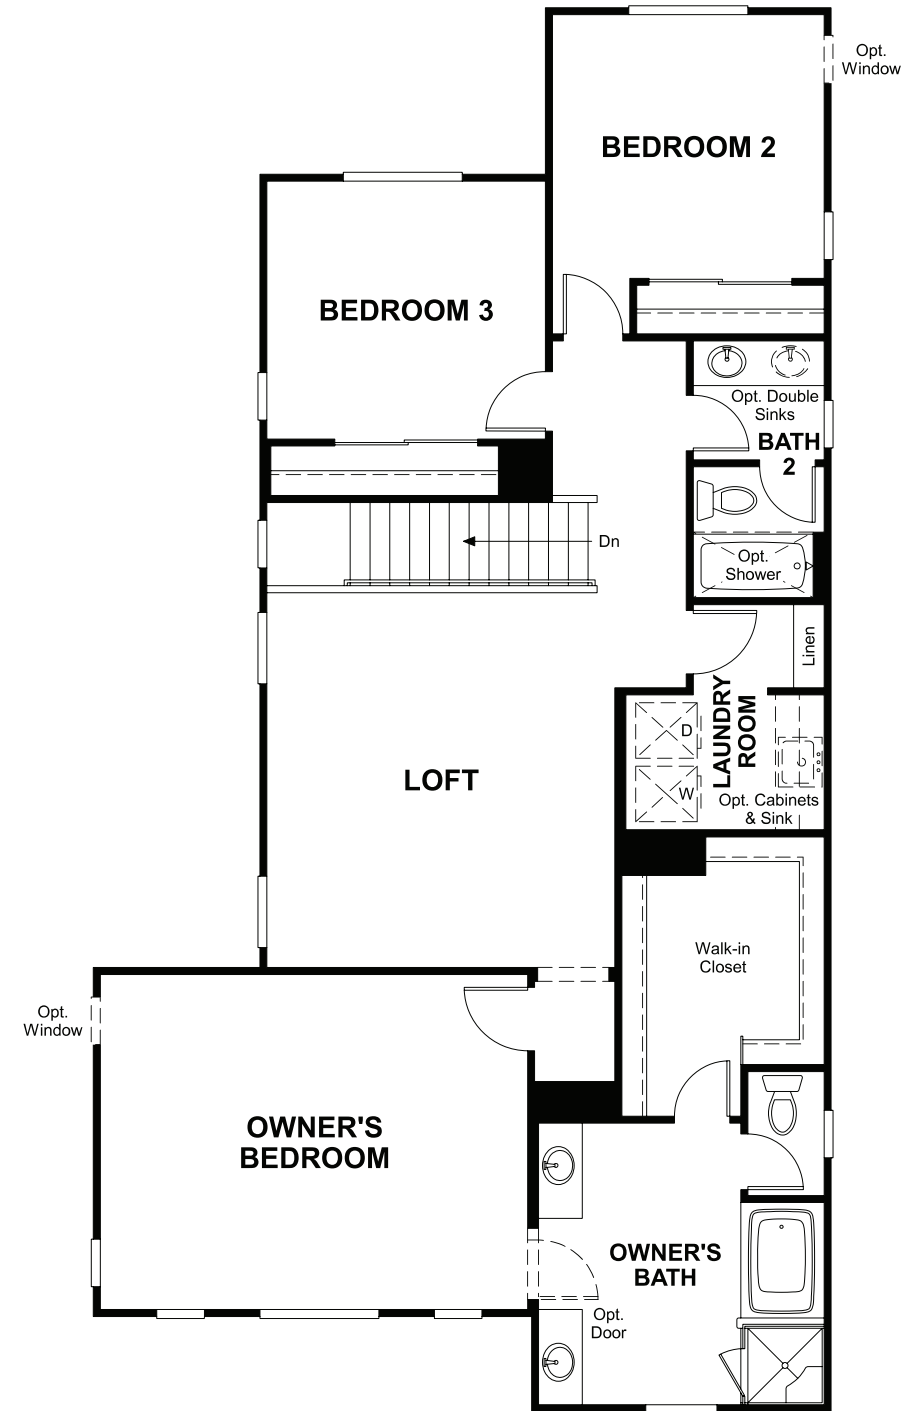 Opt.
Window
BEDROOM 2
BEDROOM 3
Opt. Double
Sinks
BATH
2
Dn
Opt.
Shower
Linen
LAUNDRY
ROOM
D
W
LOFT
Opt. Cabinets
& Sink
Walk-in
Closet
Opt.
Window
OWNER'S
BEDROOM
OWNER'S
BATH
Opt.
Door